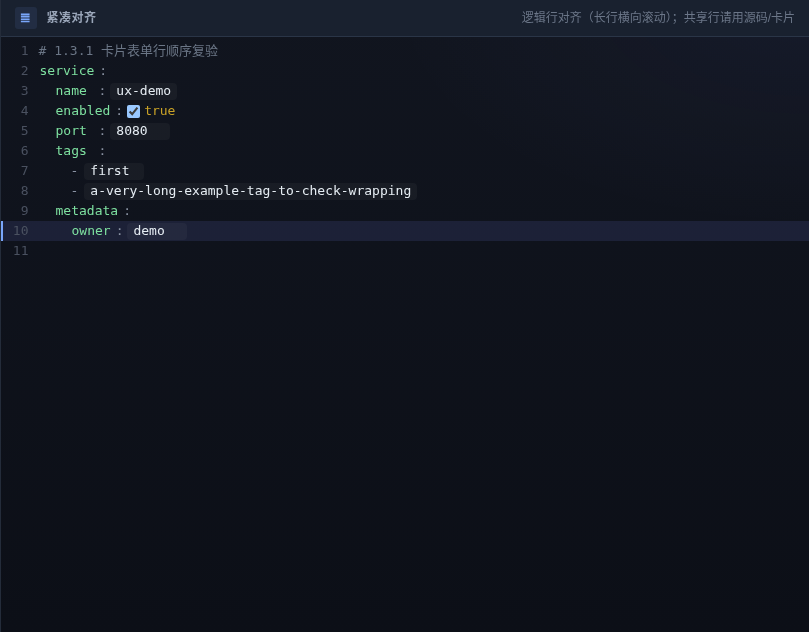 紧凑对齐
逻辑行对齐（长行横向滚动）；共享行请用源码/卡片
1 # 1.3.1 卡片表单行顺序复验
2 service :
3 name : ux-demo
4 enabled : true
5 port : 8080
6 tags :
7 - first
8 - a-very-long-example-tag-to-check-wrapping
9 metadata :
10 owner : demo
11